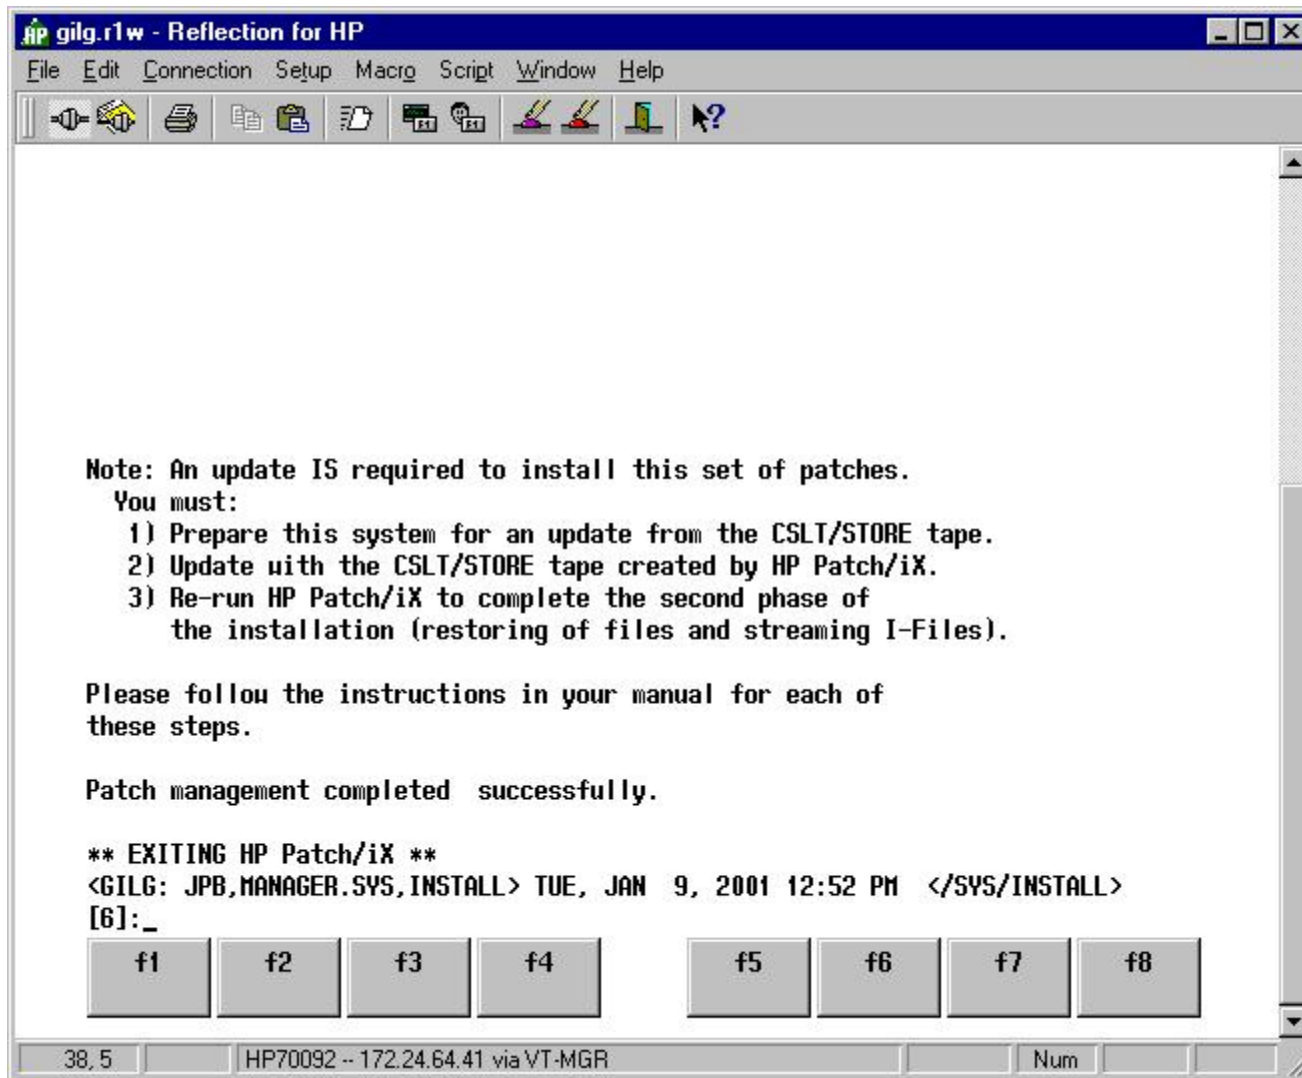 gilg.r1w - Reflection for HP
File Edit Connection Setup Macro Script Window Help
Note: An update IS required to install this set of patches.
You must:
1) Prepare this system for an update from the CSLT/STORE tape.
2) Update with the CSLT/STORE tape created by HP Patch/iX.
3) Re-run HP Patch/iX to complete the second phase of
the installation (restoring of files and streaming I-Files).
Please follow the instructions in your manual for each of
these steps.
Patch management completed  successfully.
** EXITING HP Patch/iX **
<GILG: JPB,MANAGER.SYS,INSTALL> TUE, JAN  9, 2001 12:52 PM  </SYS/INSTALL>
[6]:_
f1 f2 f3 f4 f5 f6 f7 f8
38, 5 HP70092 -- 172.24.64.41 via VT-MGR Num